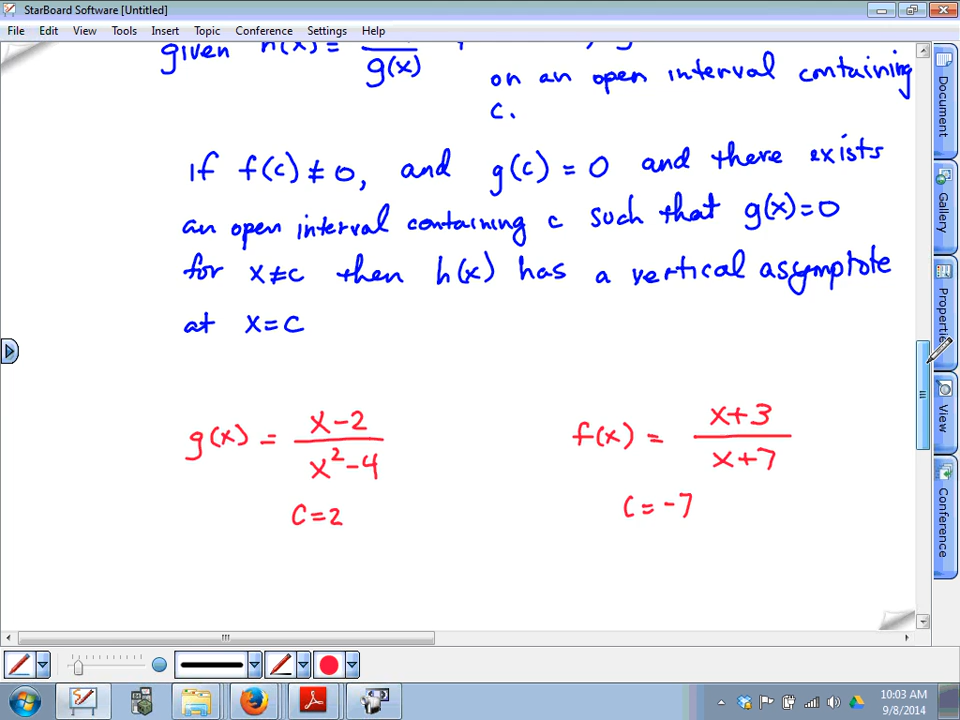 StarBoard Software [Untitled]
File Edit View Tools Insert Topic Conference Settings Help
given h(x) =
g(x)
on an open interval containing
c.
If f(c) ≠ 0, and g(c) = 0 and there exists
an open interval containing c such that g(x)=0
for x≠c then h(x) has a vertical asymptote
at x=c
g(x) = x-2 / x²-4
f(x) = x+3 / x+7
c=2
c=-7
Document
Gallery
Properties
View
Conference
10:03 AM
9/8/2014